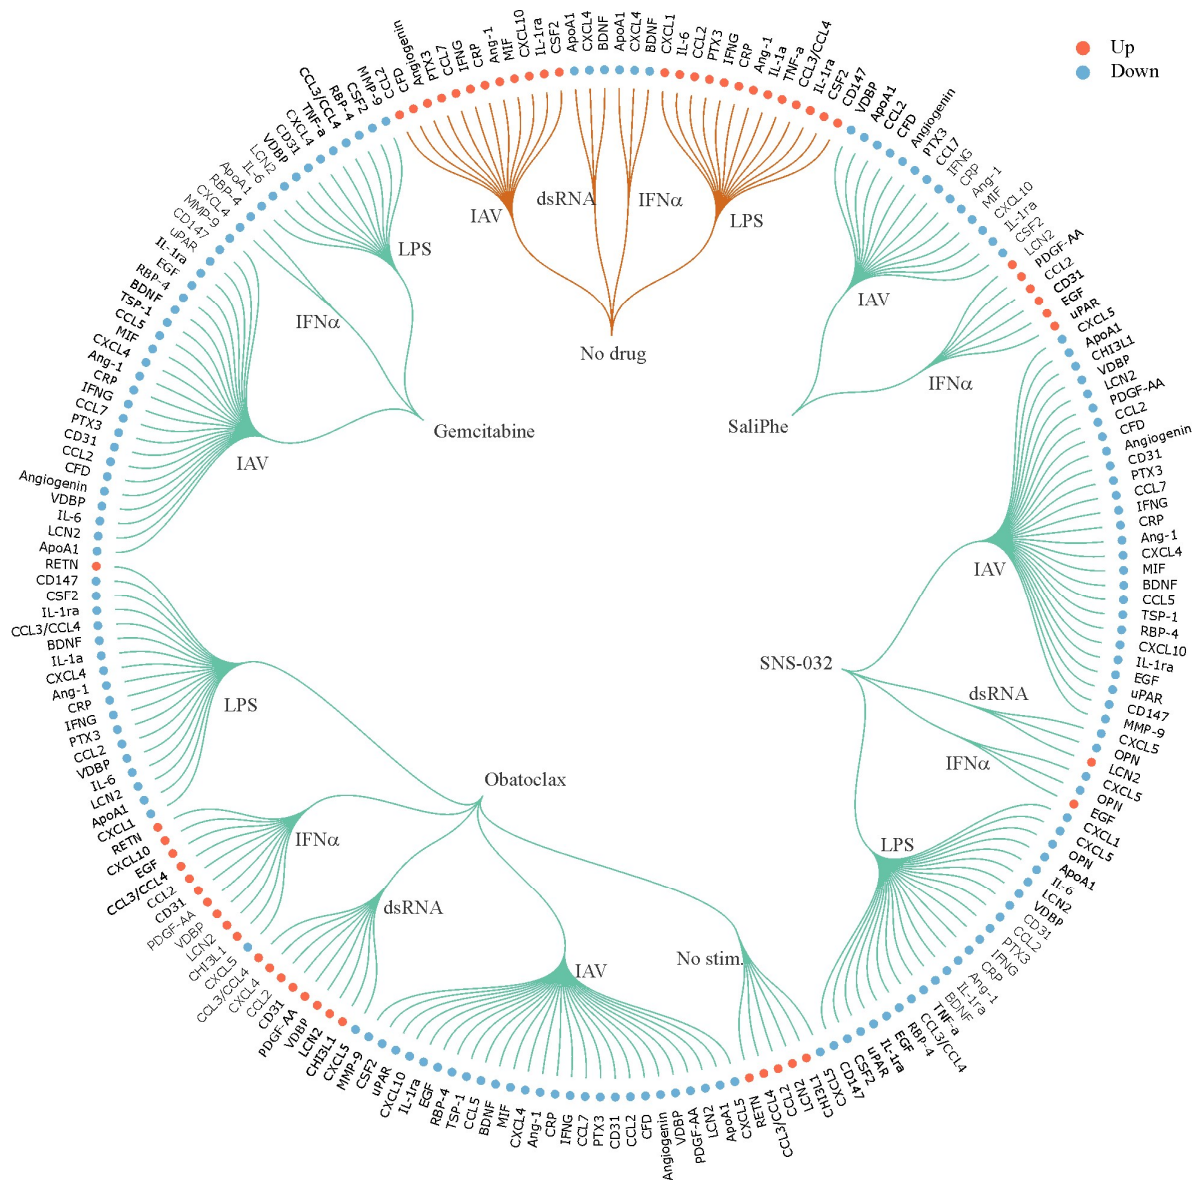 Up
Down
CFD
Angiogenin
PTX3
CCL7
IFNG
CRP
Ang-1
MIF
CXCL10
IL-1ra
CSF2
ApoA1
CXCL4
BDNF
ApoA1
CXCL4
BDNF
CXCL1
IL-6
CCL2
PTX3
IFNG
CRP
Ang-1
IL-1a
TNF-a
CCL3/CCL4
IL-1ra
CSF2
CD147
VDBP
ApoA1
CCL2
CFD
Angiogenin
PTX3
CCL7
IFNG
CRP
Ang-1
MIF
CXCL10
IL-1ra
CSF2
LCN2
PDGF-AA
CCL2
CD31
EGF
uPAR
CXCL5
ApoA1
CHI3L1
VDBP
LCN2
PDGF-AA
CCL2
CFD
Angiogenin
CD31
PTX3
CCL7
IFNG
CRP
Ang-1
CXCL4
MIF
BDNF
CCL5
TSP-1
RBP-4
CXCL10
IL-1ra
EGF
uPAR
CD147
MMP-9
CXCL5
OPN
LCN2
CXCL5
OPN
EGF
CXCL1
CXCL5
OPN
ApoA1
IL-6
LCN2
VDBP
CD31
CCL2
PTX3
IFNG
CRP
Ang-1
IL-1ra
BDNF
TNF-a
CCL3/CCL4
RBP-4
EGF
IL-1ra
uPAR
CSF2
CD147
CXCL5
CHI3L1
LCN2
CCL2
CCL3/CCL4
RETN
CXCL5
ApoA1
LCN2
PDGF-AA
VDBP
Angiogenin
CFD
CCL2
CD31
PTX3
CCL7
IFNG
CRP
Ang-1
CXCL4
MIF
BDNF
CCL5
TSP-1
RBP-4
EGF
IL-1ra
CXCL10
uPAR
CSF2
MMP-9
CXCL5
CHI3L1
LCN2
VDBP
PDGF-AA
CD31
CCL2
CXCL4
CCL3/CCL4
CXCL5
CHI3L1
LCN2
VDBP
PDGF-AA
CD31
CCL2
CCL3/CCL4
EGF
CXCL10
RETN
CXCL1
ApoA1
LCN2
IL-6
VDBP
CCL2
PTX3
IFNG
CRP
Ang-1
CXCL4
IL-1a
BDNF
CCL3/CCL4
IL-1ra
CSF2
CD147
RETN
ApoA1
LCN2
IL-6
VDBP
Angiogenin
CFD
CCL2
CD31
PTX3
CCL7
IFNG
CRP
Ang-1
CXCL4
MIF
CCL5
TSP-1
BDNF
RBP-4
EGF
IL-1ra
uPAR
CD147
MMP-9
CXCL4
RBP-4
ApoA1
IL-6
LCN2
VDBP
CD31
CXCL4
TNF-a
CCL3/CCL4
RBP-4
CSF2
MMP-9
CCL2
IAV
dsRNA
IFNα
LPS
No drug
LPS
IFNα
IAV
Gemcitabine
IAV
IFNα
SaliPhe
IAV
SNS-032
dsRNA
IFNα
LPS
LPS
Obatoclax
IFNα
dsRNA
IAV
No stim.